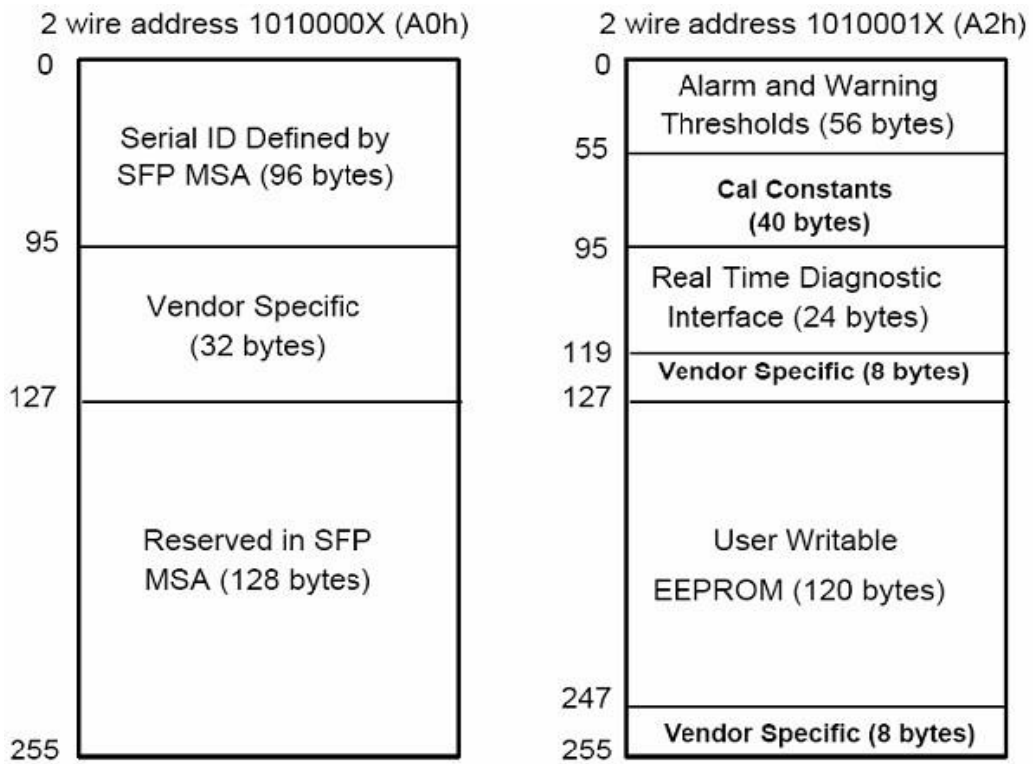 2 wire address 1010000X (A0h)
0
Serial ID Defined by
SFP MSA (96 bytes)
95
Vendor Specific
(32 bytes)
127
Reserved in SFP
MSA (128 bytes)
255
2 wire address 1010001X (A2h)
0
Alarm and Warning
Thresholds (56 bytes)
55
Cal Constants
(40 bytes)
95
Real Time Diagnostic
Interface (24 bytes)
119
Vendor Specific (8 bytes)
127
User Writable
EEPROM (120 bytes)
247
Vendor Specific (8 bytes)
255